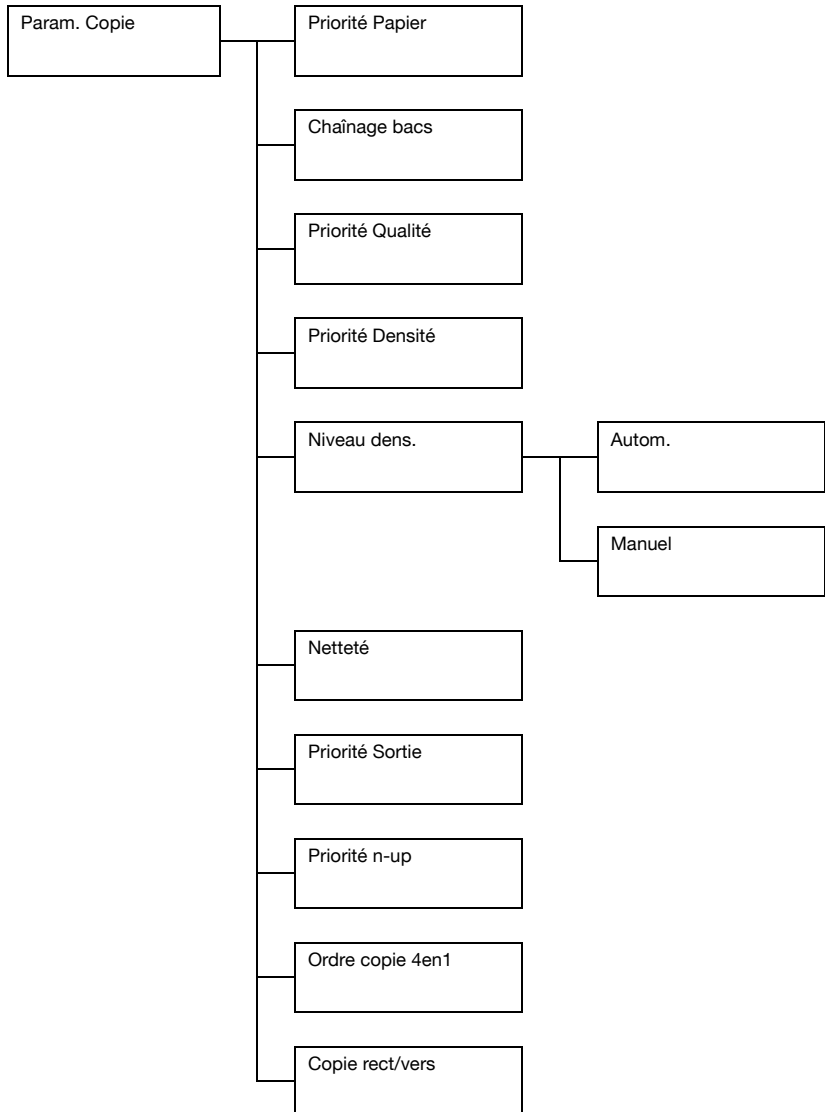 Param. Copie
Priorité Papier
Chaînage bacs
Priorité Qualité
Priorité Densité
Niveau dens.
Autom.
Manuel
Netteté
Priorité Sortie
Priorité n-up
Ordre copie 4en1
Copie rect/vers